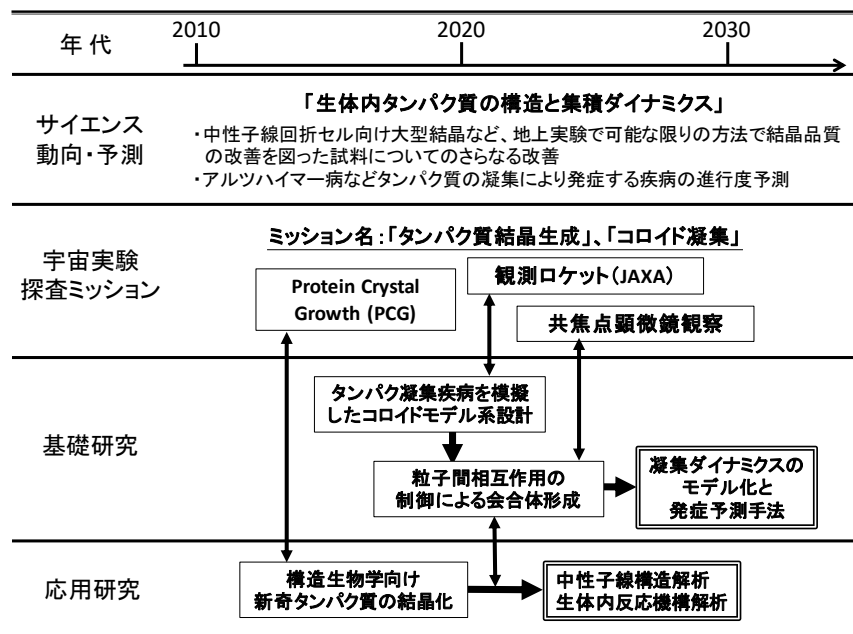 年 代
2010
2020
2030
サイエンス
動向・予測
「生体内タンパク質の構造と集積ダイナミクス」
・中性子線回折セル向け大型結晶など、地上実験で可能な限りの方法で結晶品質
の改善を図った試料についてのさらなる改善
・アルツハイマー病などタンパク質の凝集により発症する疾病の進行度予測
宇宙実験
探査ミッション
ミッション名:「タンパク質結晶生成」、「コロイド凝集」
Protein Crystal
Growth (PCG)
観測ロケット(JAXA)
共焦点顕微鏡観察
基礎研究
タンパク凝集疾病を模擬
したコロイドモデル系設計
粒子間相互作用の
制御による会合体形成
凝集ダイナミクスの
モデル化と
発症予測手法
応用研究
構造生物学向け
新奇タンパク質の結晶化
中性子線構造解析
生体内反応機構解析